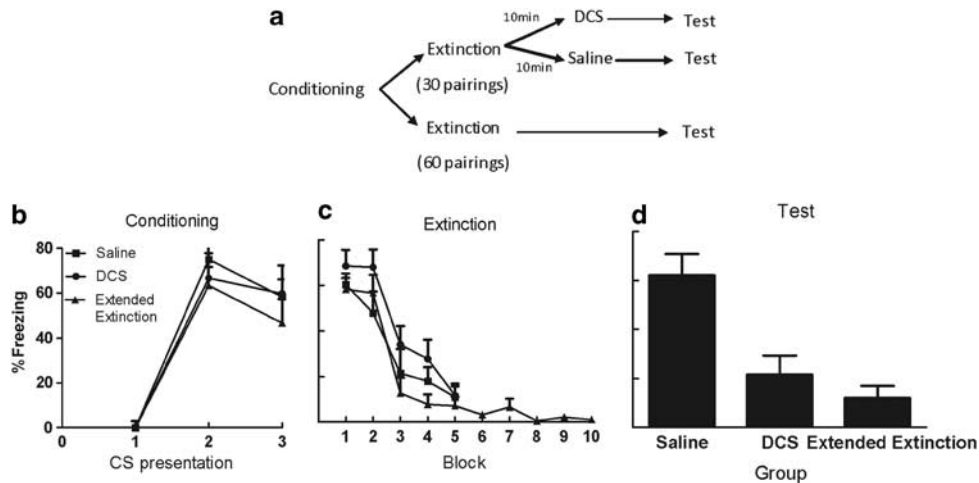 a
10min
DCS
Test
Extinction
10min
Saline
Test
(30 pairings)
Conditioning
Extinction
Test
(60 pairings)
b
Conditioning
80
60
40
20
0
%Freezing
Saline
DCS
Extended
Extinction
0 1 2 3
CS presentation
c
Extinction
1 2 3 4 5 6 7 8 9 10
Block
d
Test
Saline DCS Extended Extinction
Group